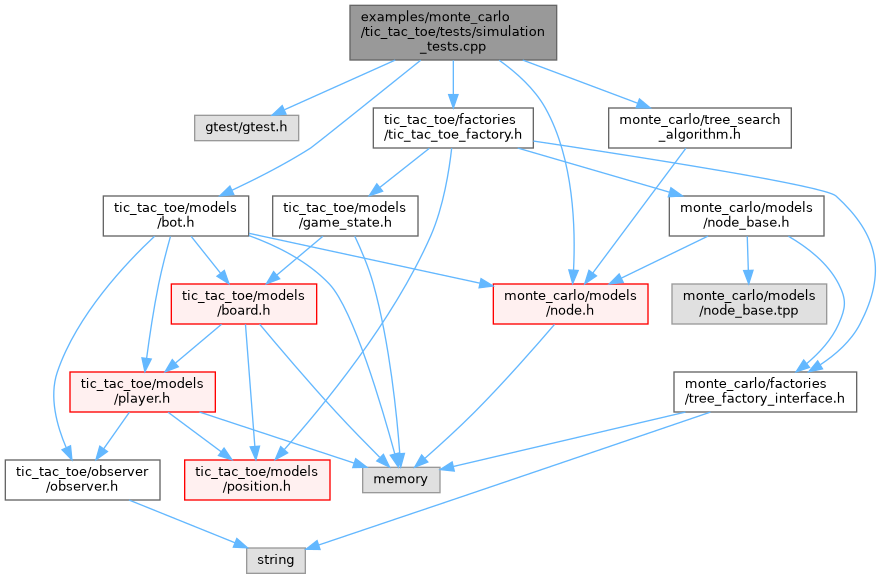 examples/monte_carlo
/tic_tac_toe/tests/simulation
_tests.cpp
gtest/gtest.h
tic_tac_toe/factories
/tic_tac_toe_factory.h
monte_carlo/tree_search
_algorithm.h
tic_tac_toe/models
/bot.h
tic_tac_toe/models
/game_state.h
monte_carlo/models
/node_base.h
tic_tac_toe/models
/board.h
monte_carlo/models
/node.h
monte_carlo/models
/node_base.tpp
tic_tac_toe/models
/player.h
monte_carlo/factories
/tree_factory_interface.h
tic_tac_toe/observer
/observer.h
tic_tac_toe/models
/position.h
memory
string